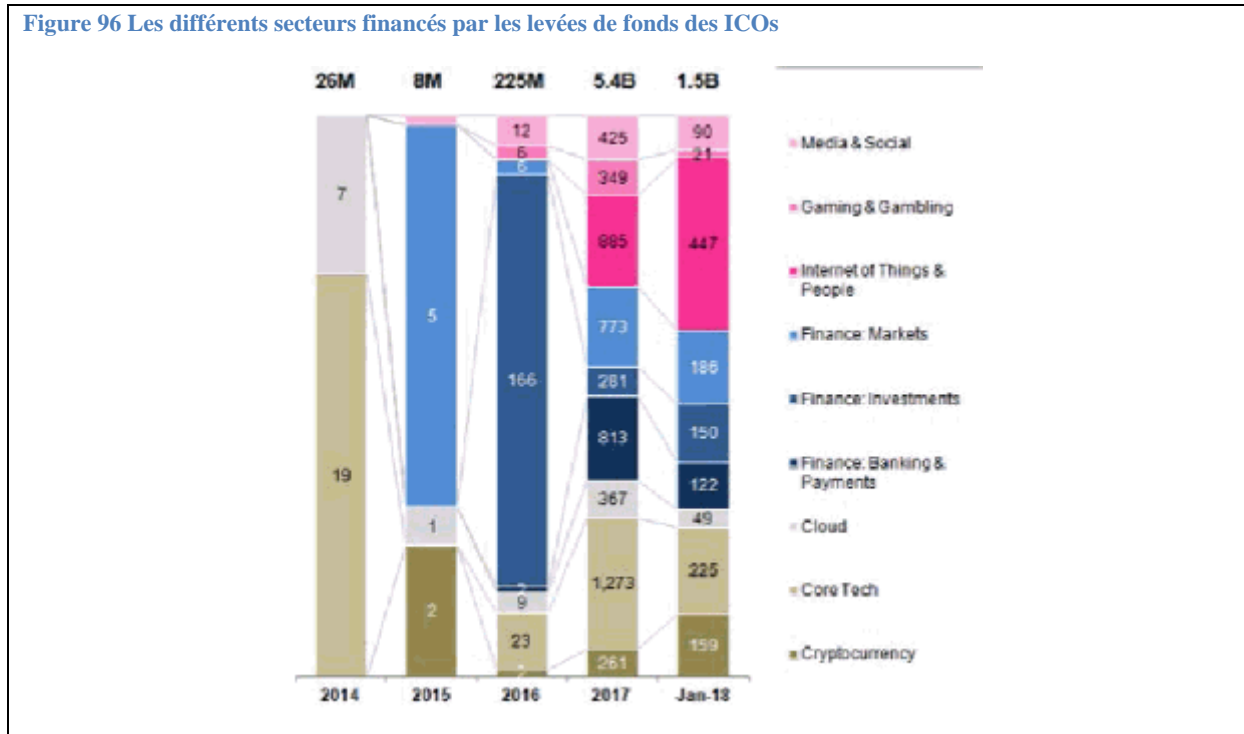 Figure 96 Les différents secteurs financés par les levées de fonds des ICOs
26M 8M 225M 5.4B 1.5B
7
19
5
1
2
12
6
6
166
9
23
425
349
885
773
281
813
367
1,273
261
90
21
447
186
150
122
49
225
159
2014 2015 2016 2017 Jan-18
Media & Social
Gaming & Gambling
Internet of Things &
People
Finance: Markets
Finance: Investments
Finance: Banking &
Payments
Cloud
Core Tech
Cryptocurrency